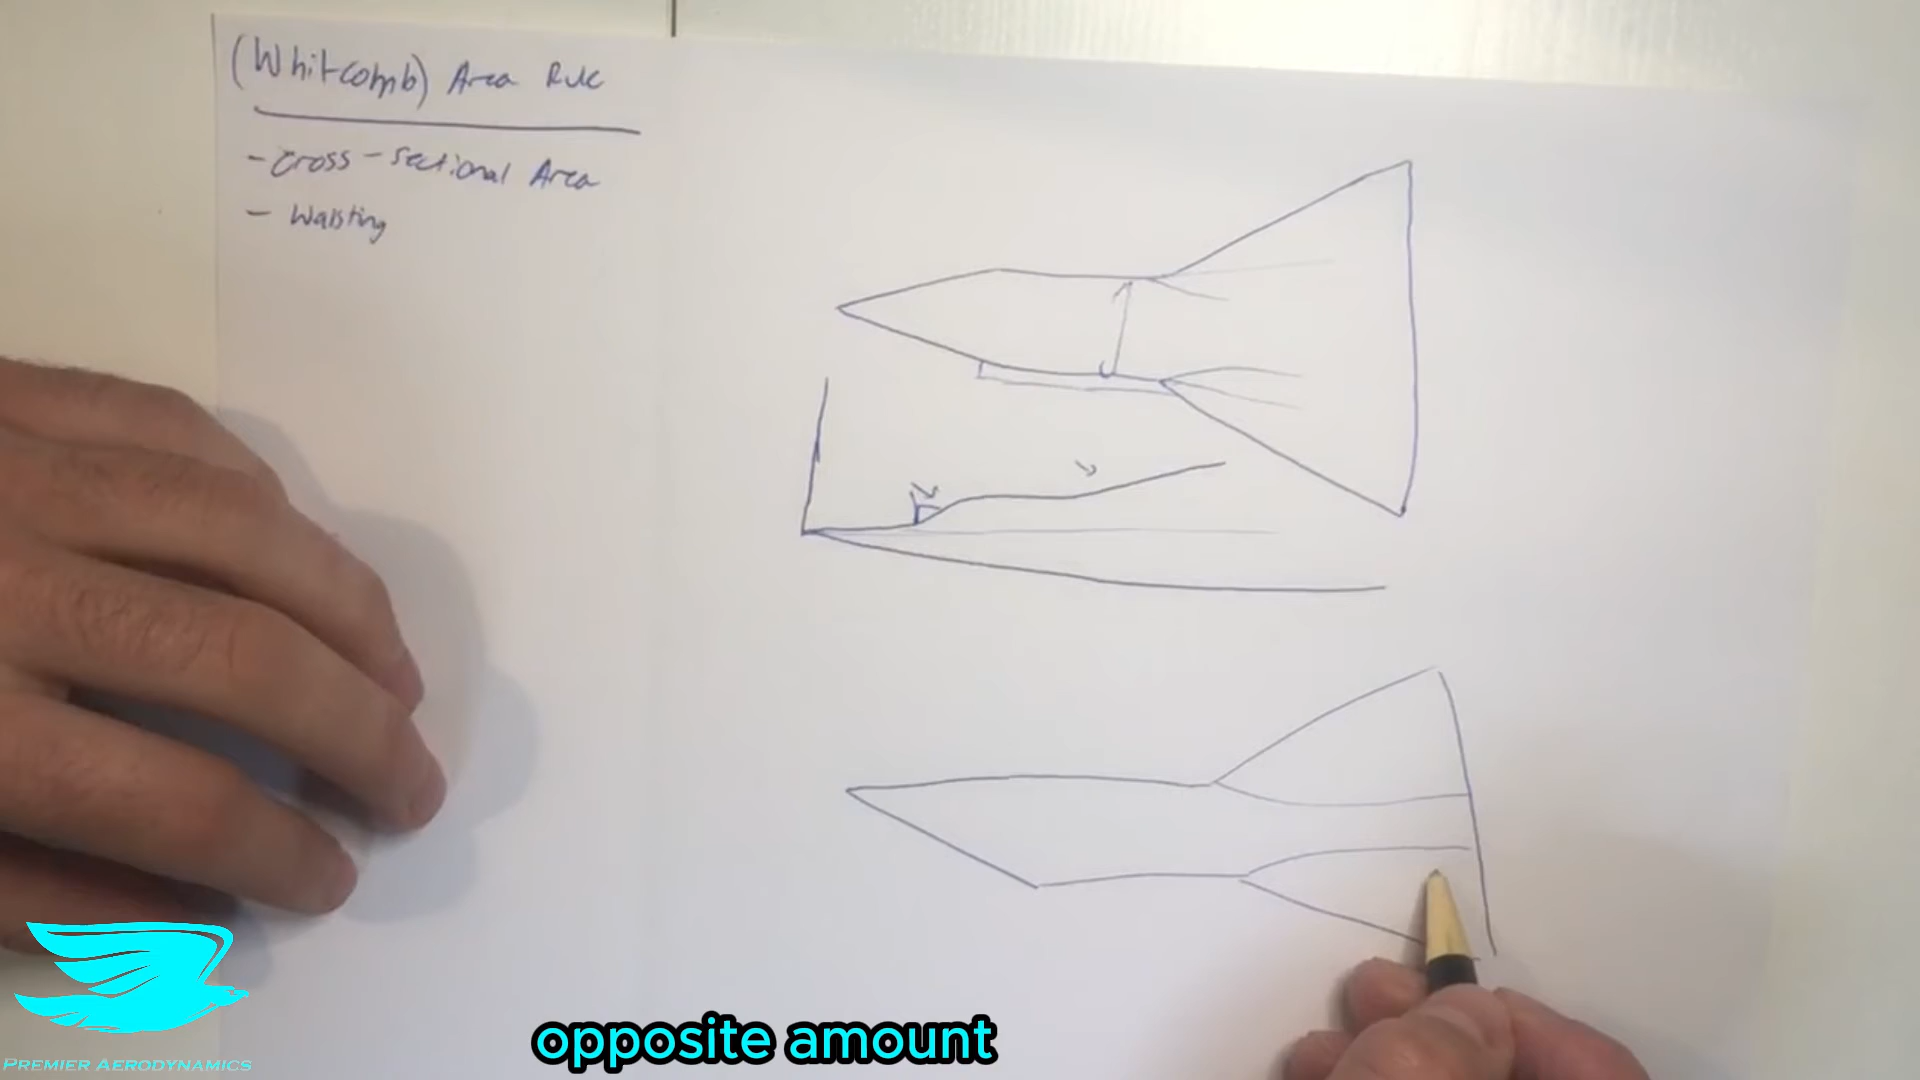 (Whitcomb) Area Rule
- Cross-Sectional Area
- Waisting
PREMIER AERODYNAMICS
opposite amount